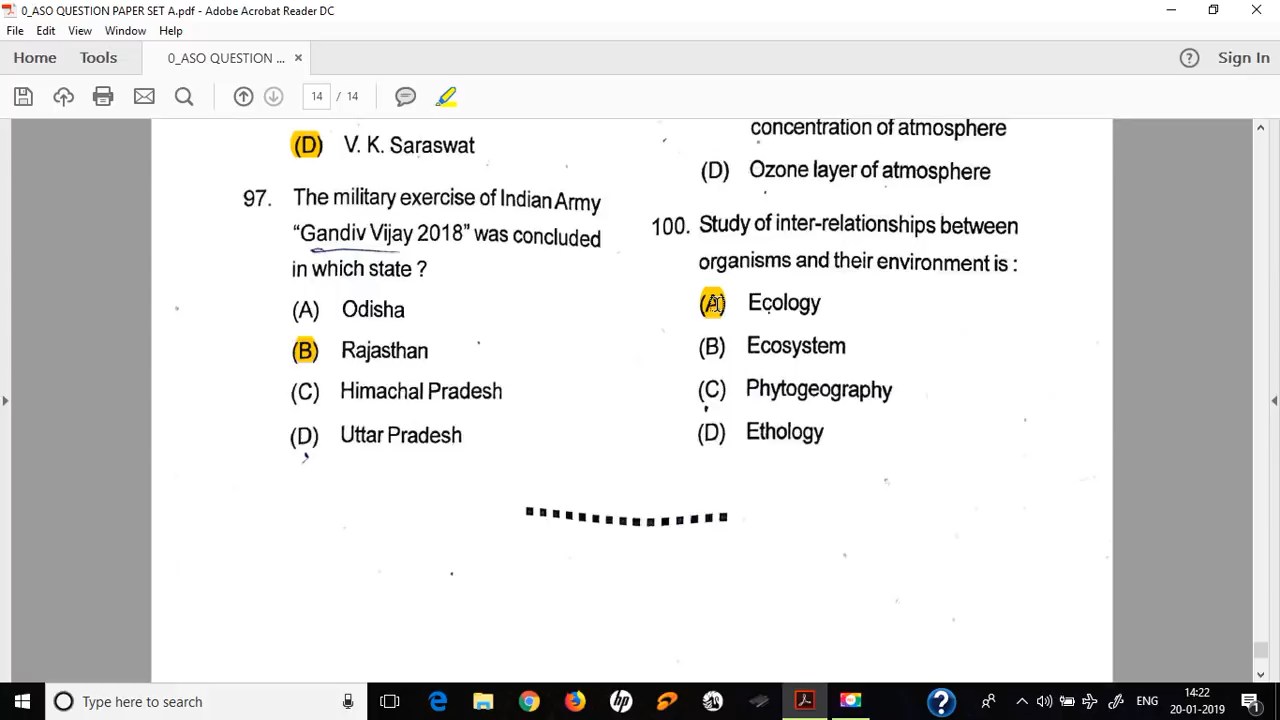 0_ASO QUESTION PAPER SET A.pdf - Adobe Acrobat Reader DC
File Edit View Window Help
Home Tools 0_ASO QUESTION ... × Sign In
14 / 14
(D) V. K. Saraswat
97. The military exercise of Indian Army
“Gandiv Vijay 2018” was concluded
in which state ?
(A) Odisha
(B) Rajasthan
(C) Himachal Pradesh
(D) Uttar Pradesh
concentration of atmosphere
(D) Ozone layer of atmosphere
100. Study of inter-relationships between
organisms and their environment is :
(A) Ecology
(B) Ecosystem
(C) Phytogeography
(D) Ethology
Type here to search
ENG
14:22
20-01-2019